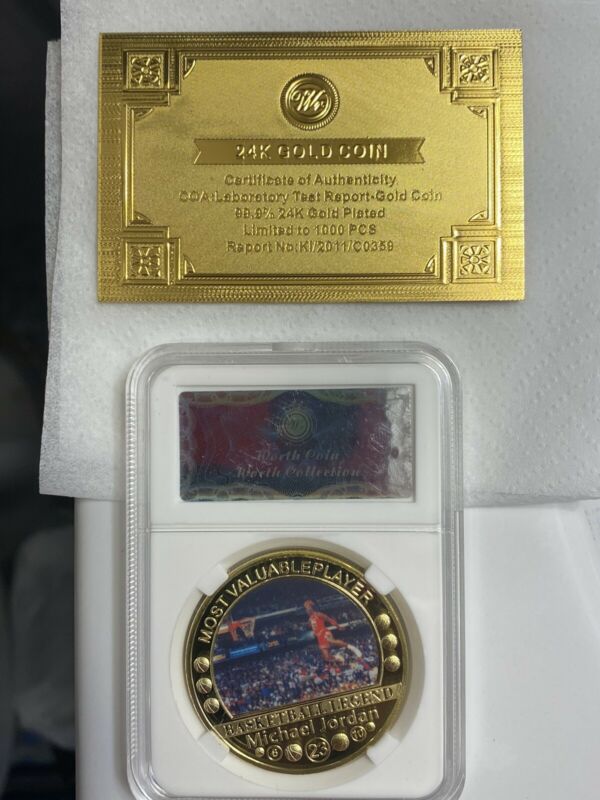 W
24K GOLD COIN
Certificate of Authenticity
COA-Laboratory Test Report-Gold Coin
99.9% 24K Gold Plated
Limited to 1000 PCS
Report No:KI/2011/C0359
W
Worth Coin
Worth Collection
MOST VALUABLEPLAYER
BASKETBALL LEGEND
Michael Jordan
23